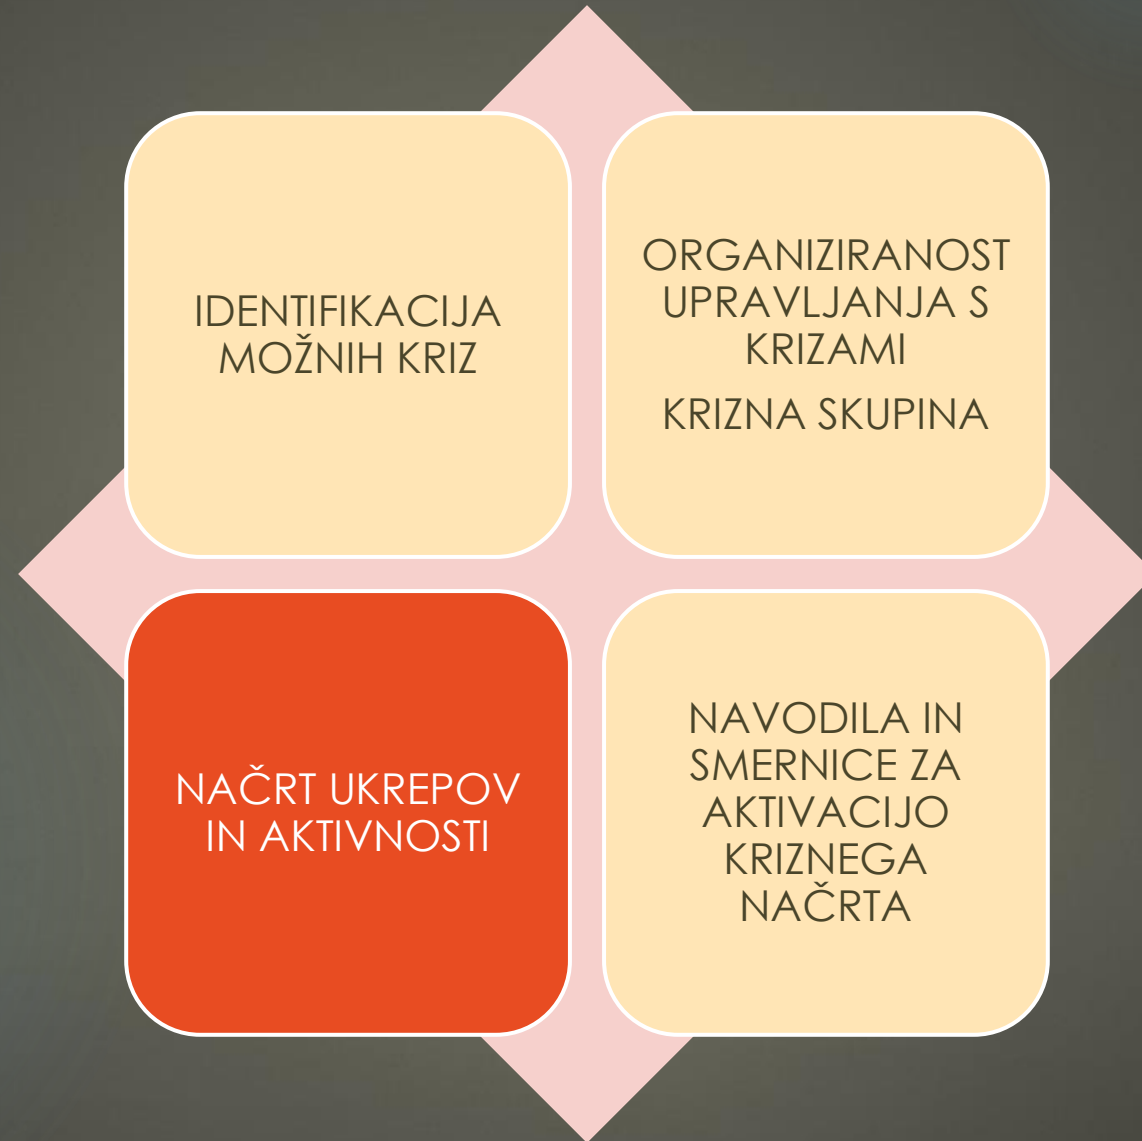 IDENTIFIKACIJA
MOŽNIH KRIZ
ORGANIZIRANOST
UPRAVLJANJA S
KRIZAMI
KRIZNA SKUPINA
NAČRT UKREPOV
IN AKTIVNOSTI
NAVODILA IN
SMERNICE ZA
AKTIVACIJO
KRIZNEGA
NAČRTA